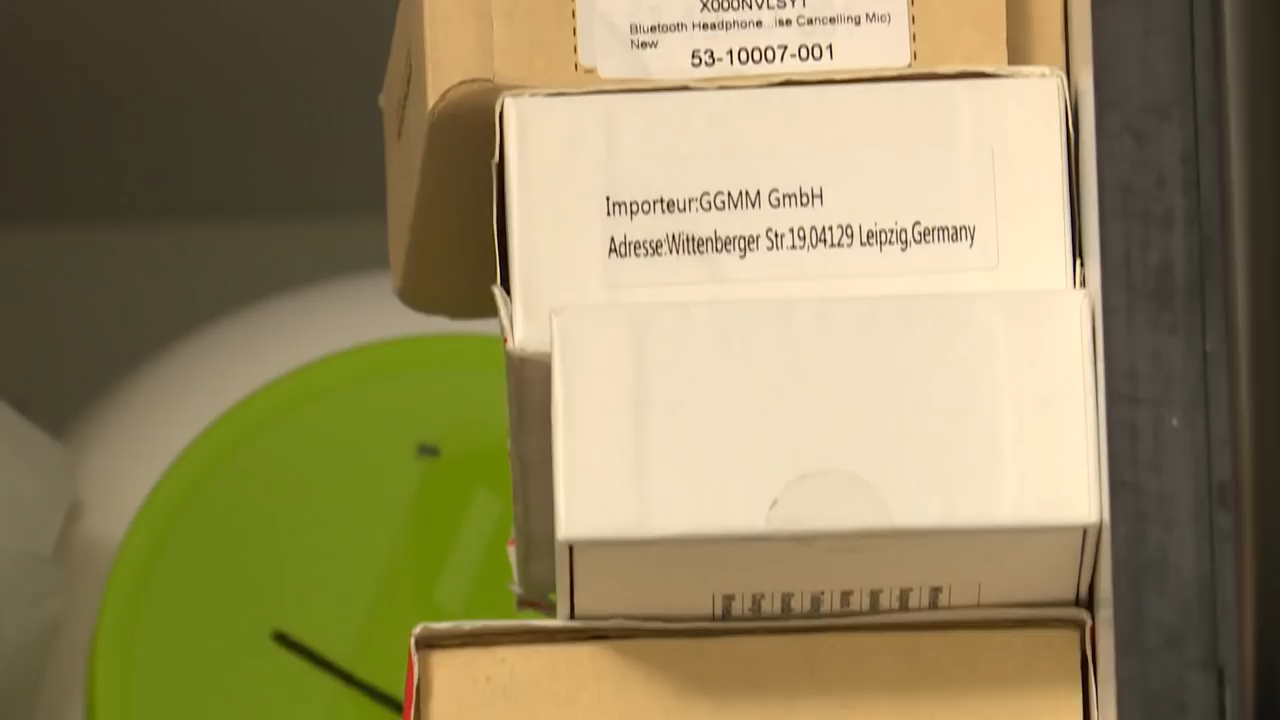 X000NVLSYT
Bluetooth Headphone...ise Cancelling Mic)
New
53-10007-001
Importeur:GGMM GmbH
Adresse:Wittenberger Str.19,04129 Leipzig,Germany